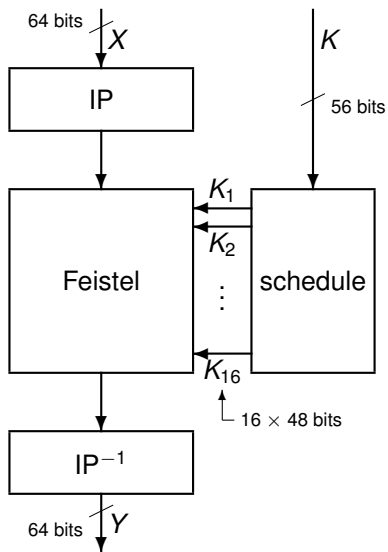 64 bits
X
K
IP
56 bits
K₁
K₂
Feistel
⋮
schedule
K₁₆
16 × 48 bits
IP⁻¹
64 bits
Y